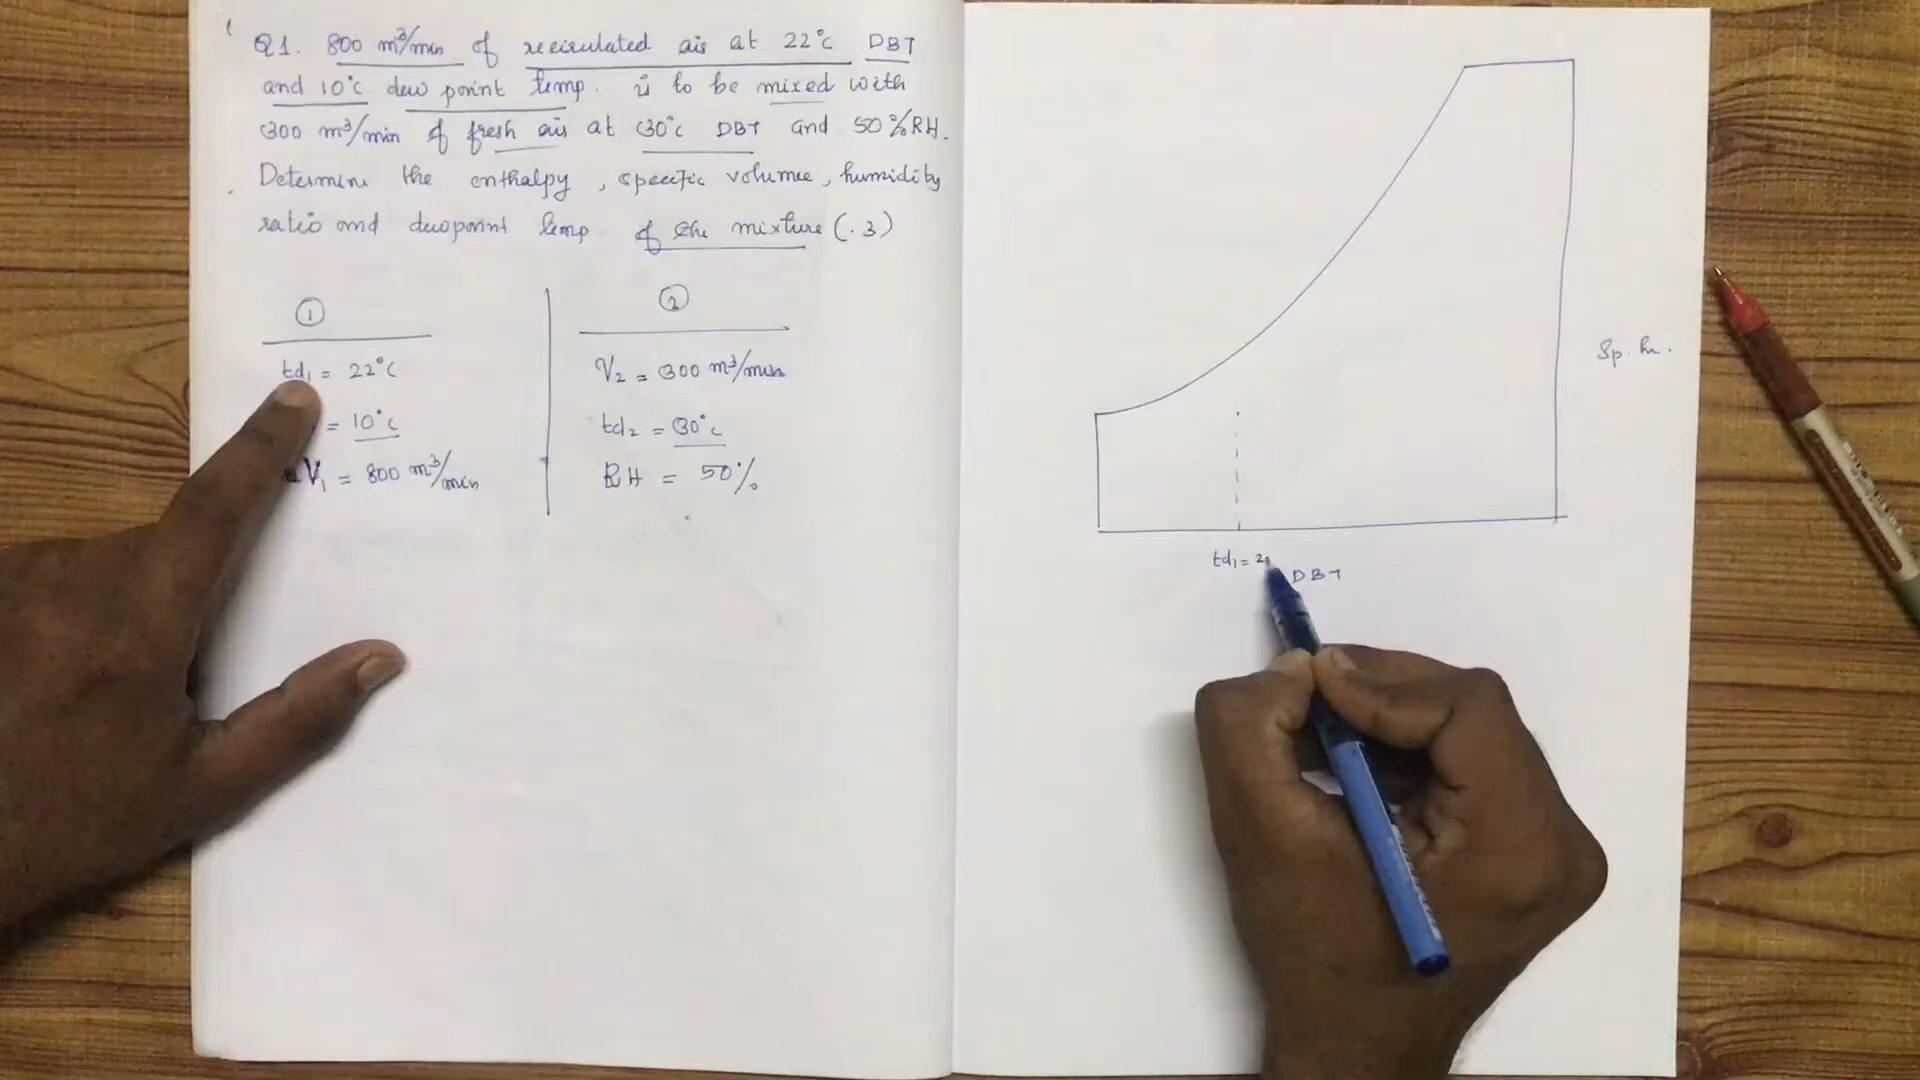 Q1. 800 m³/min of recirculated air at 22°c DBT
and 10°c dew point temp. is to be mixed with
300 m³/min of fresh air at 30°c DBT and 50%RH.
Determine the enthalpy, specific volume, humidity
ratio and dewpoint temp of the mixture (. 3)
①
td₁ = 22°c
= 10°c
V₁ = 800 m³/min
②
V₂ = 300 m³/min
td₂ = 30°c
RH = 50%
Sp. hu.
td₁ = 2
DBT